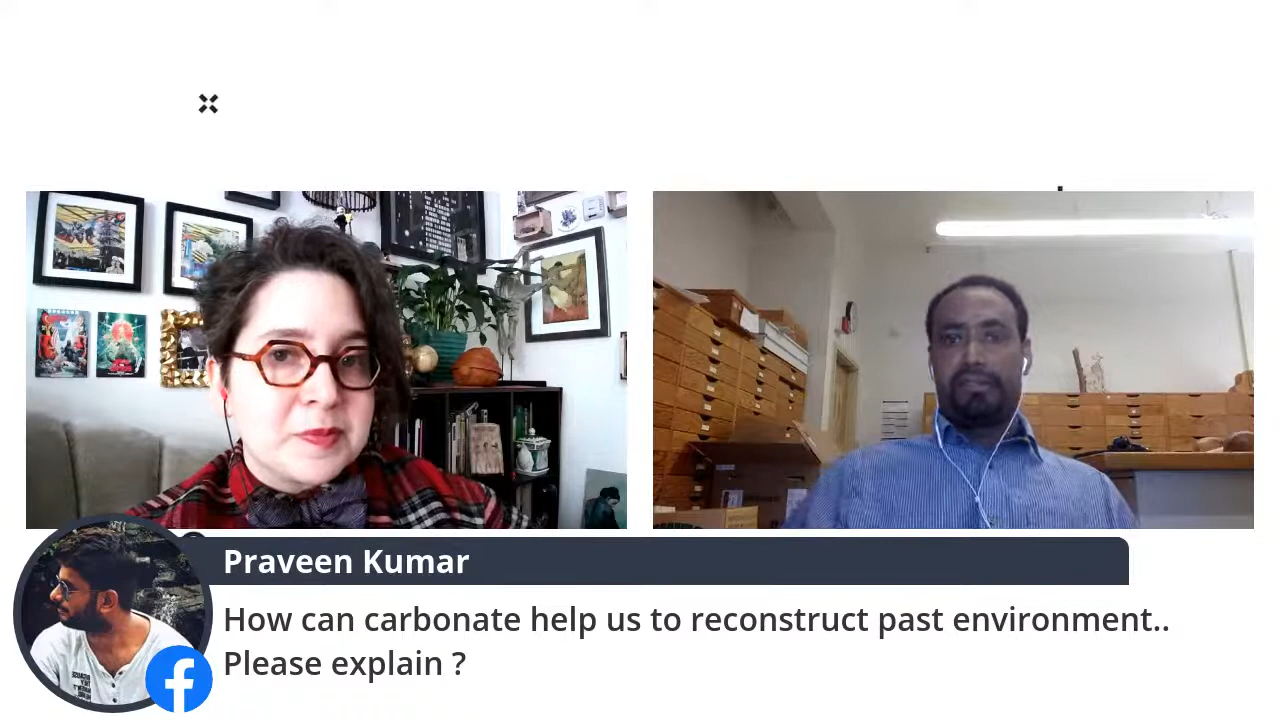 Praveen Kumar
How can carbonate help us to reconstruct past environment..
Please explain ?